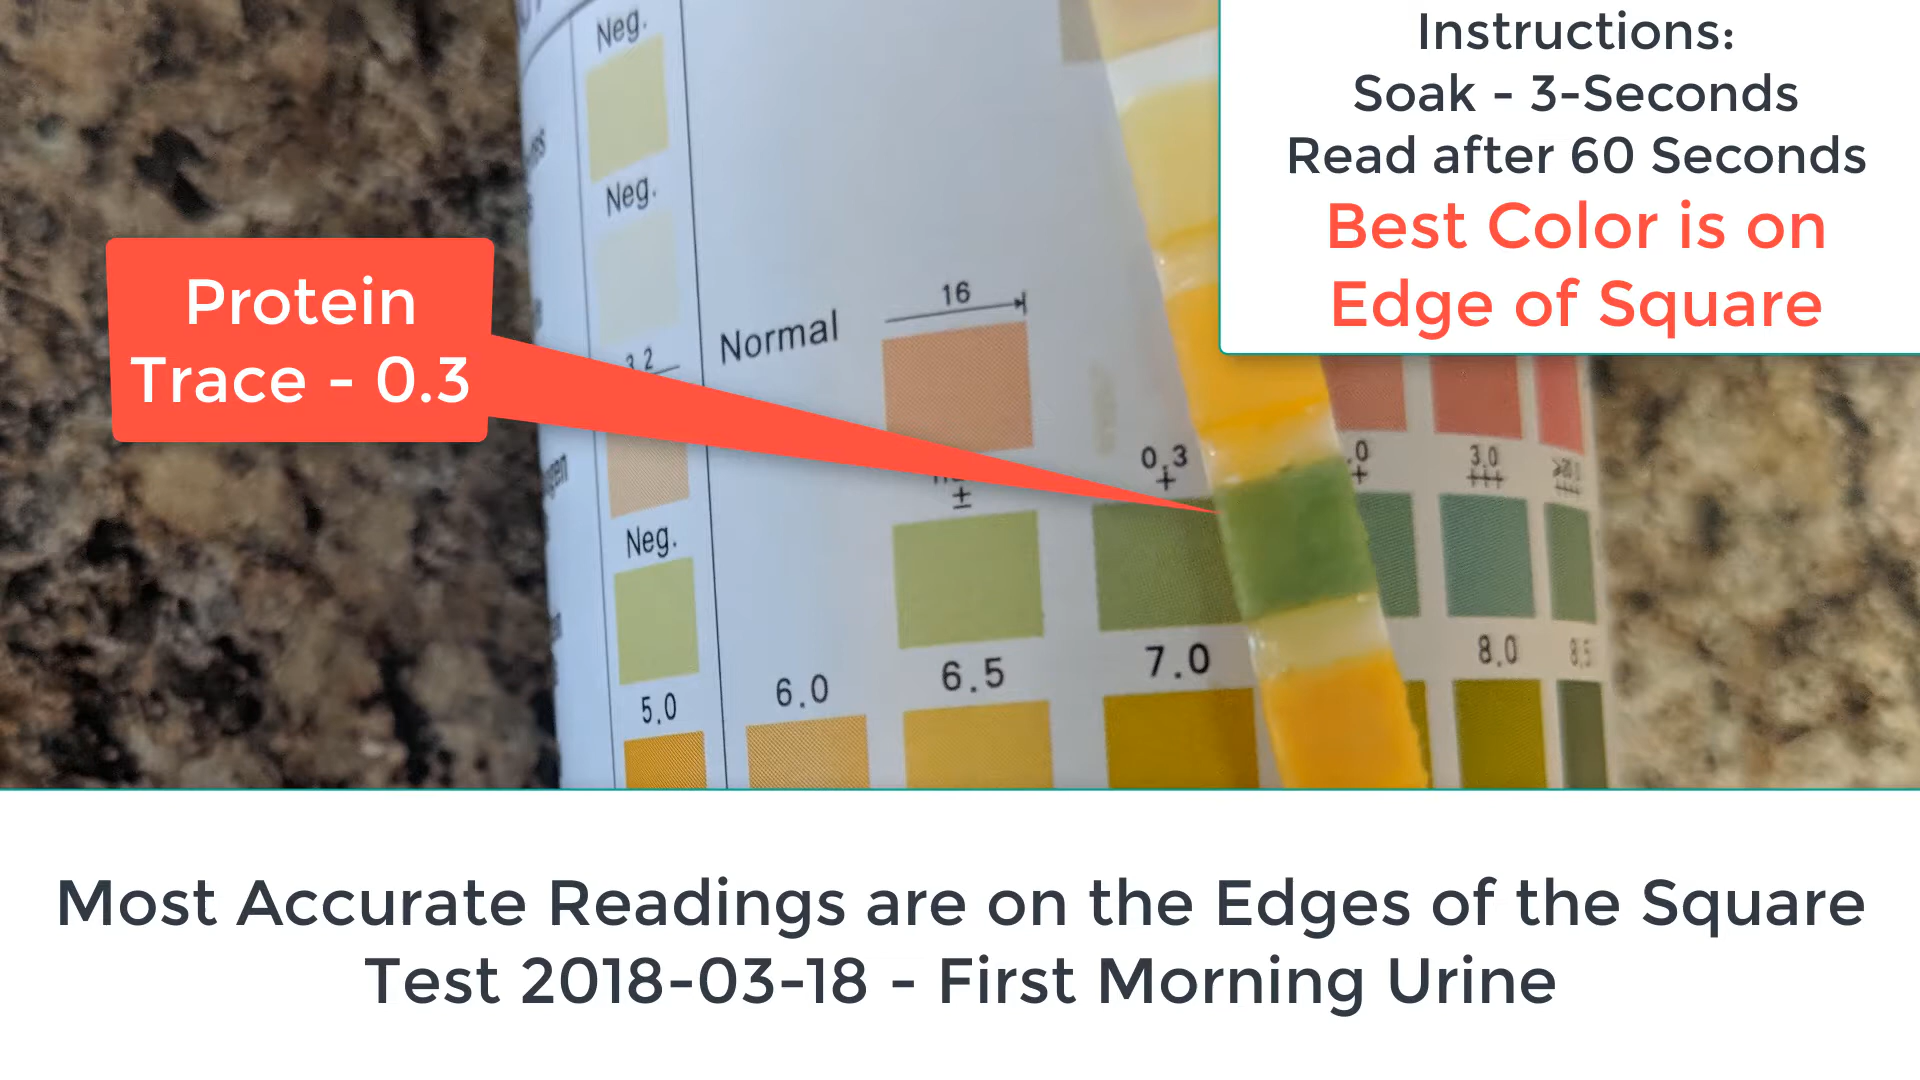 Instructions:
Soak - 3-Seconds
Read after 60 Seconds
Best Color is on
Edge of Square
Neg.
Neg.
Protein
Trace - 0.3
Normal
16
0.3
+
±
3.0
+++
Neg.
5.0
6.0
6.5
7.0
8.0
8.5
Most Accurate Readings are on the Edges of the Square
Test 2018-03-18 - First Morning Urine